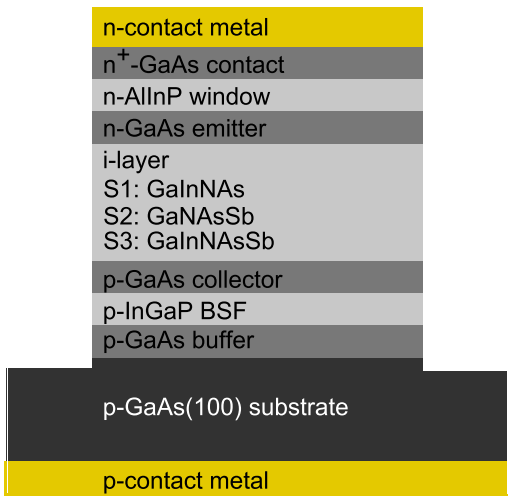 n-contact metal
n⁺-GaAs contact
n-AlInP window
n-GaAs emitter
i-layer
S1: GaInNAs
S2: GaNAsSb
S3: GaInNAsSb
p-GaAs collector
p-InGaP BSF
p-GaAs buffer
p-GaAs(100) substrate
p-contact metal